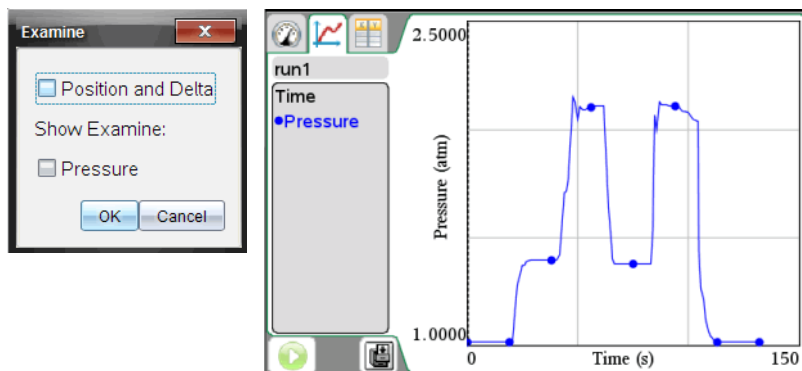 Examine
Position and Delta
Show Examine:
Pressure
OK Cancel
X Y
run1
Time
•Pressure
2.5000
Pressure (atm)
1.0000
0 Time (s) 150